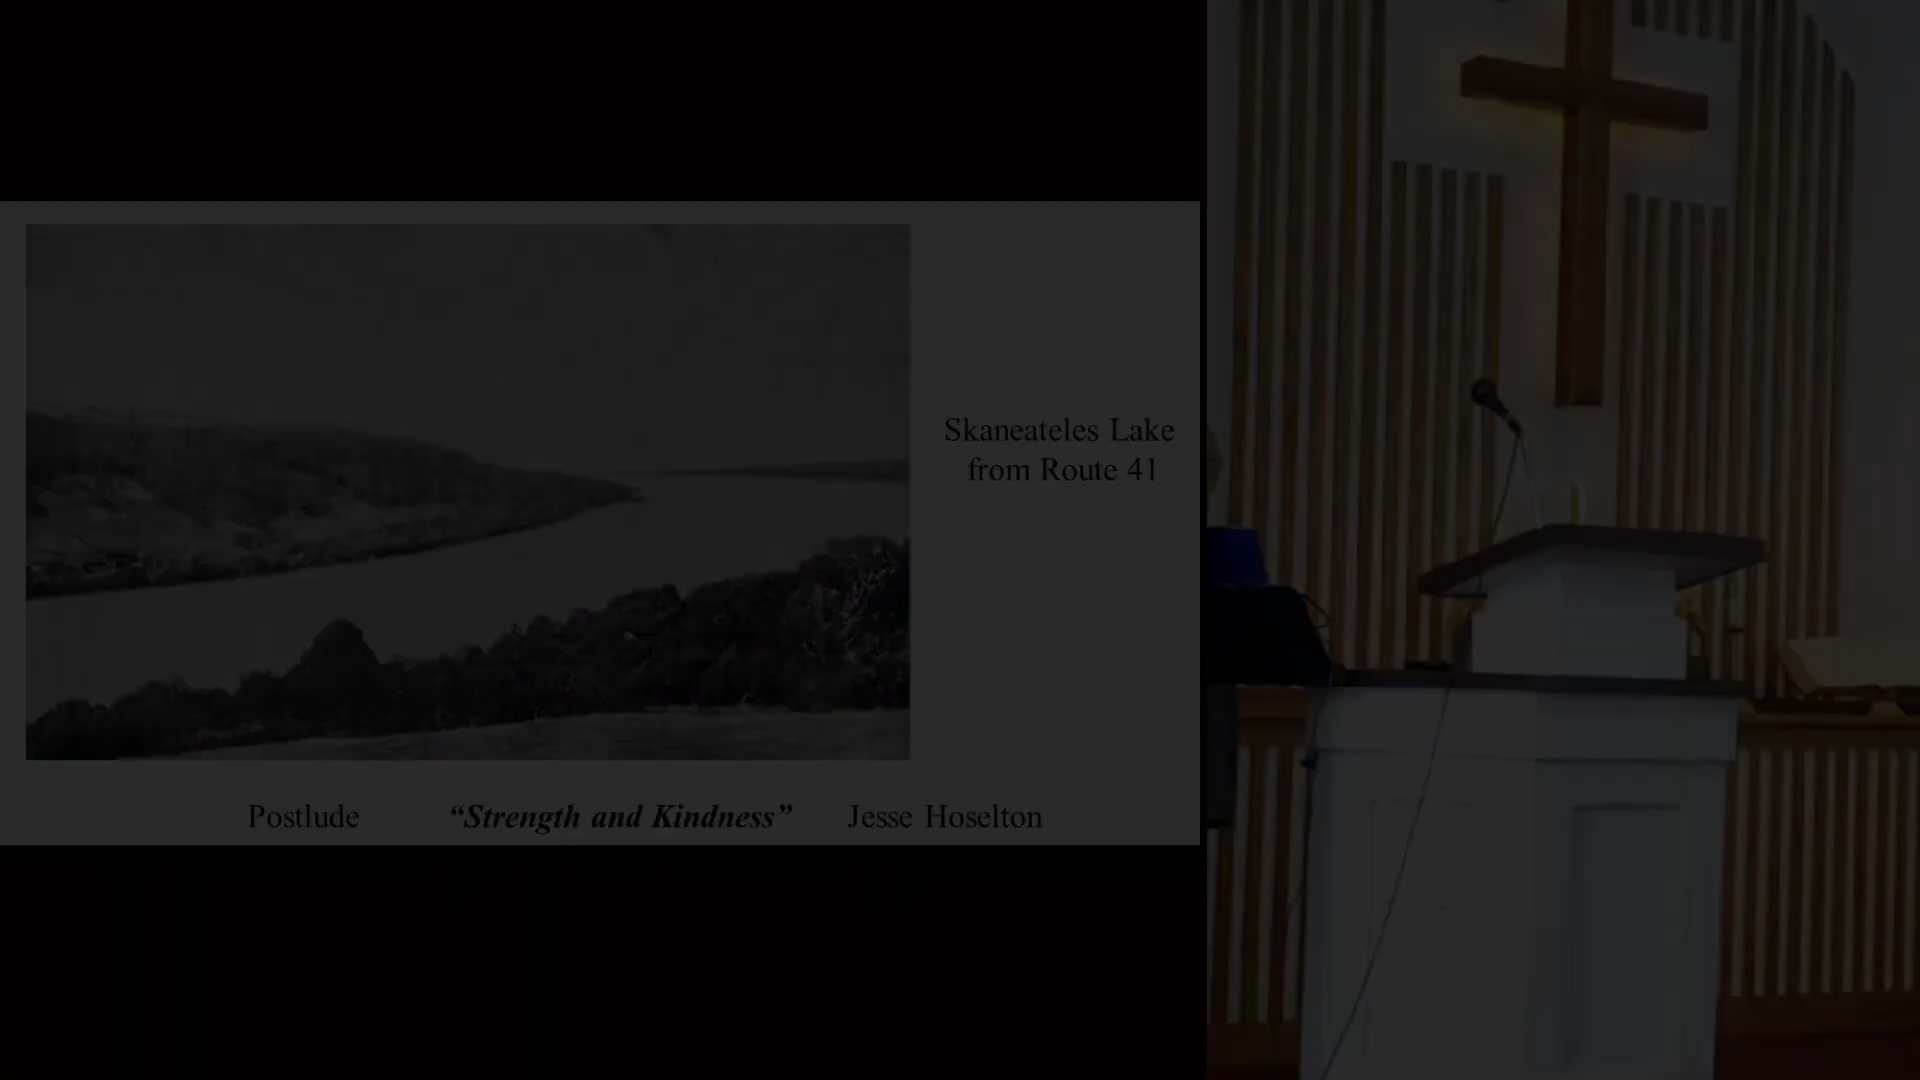 Skaneateles Lake
from Route 41
Postlude “Strength and Kindness” Jesse Hoselton